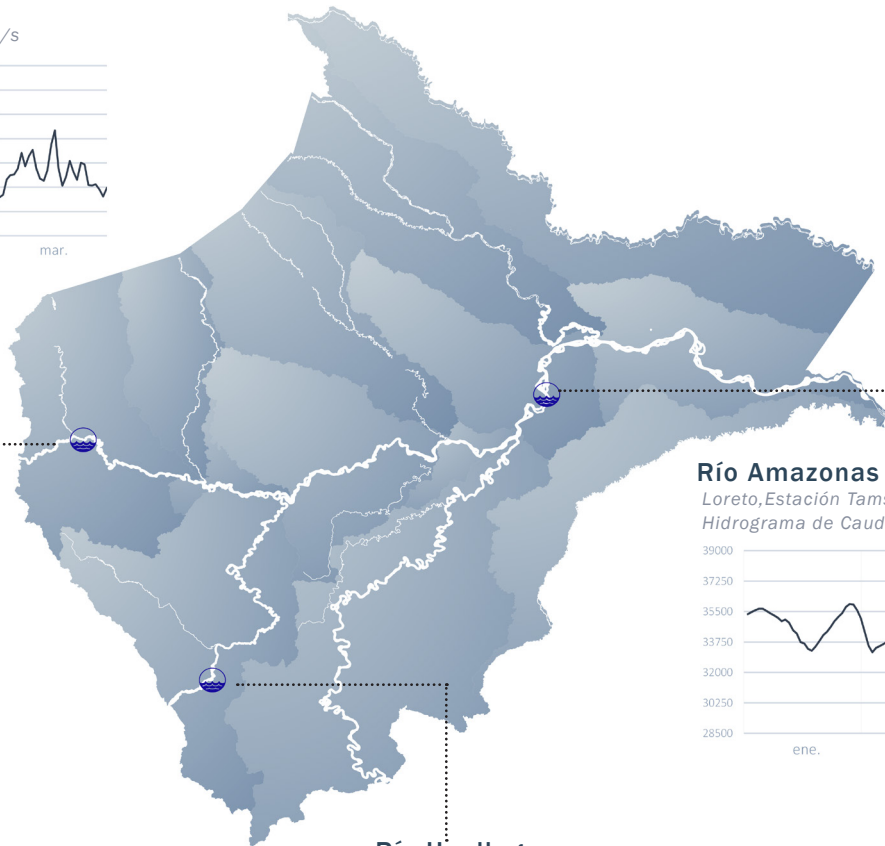 /s
mar.
Río Amazonas
Loreto,Estación Tams
Hidrograma de Caud
39000
37250
35500
33750
32000
30250
28500
ene.